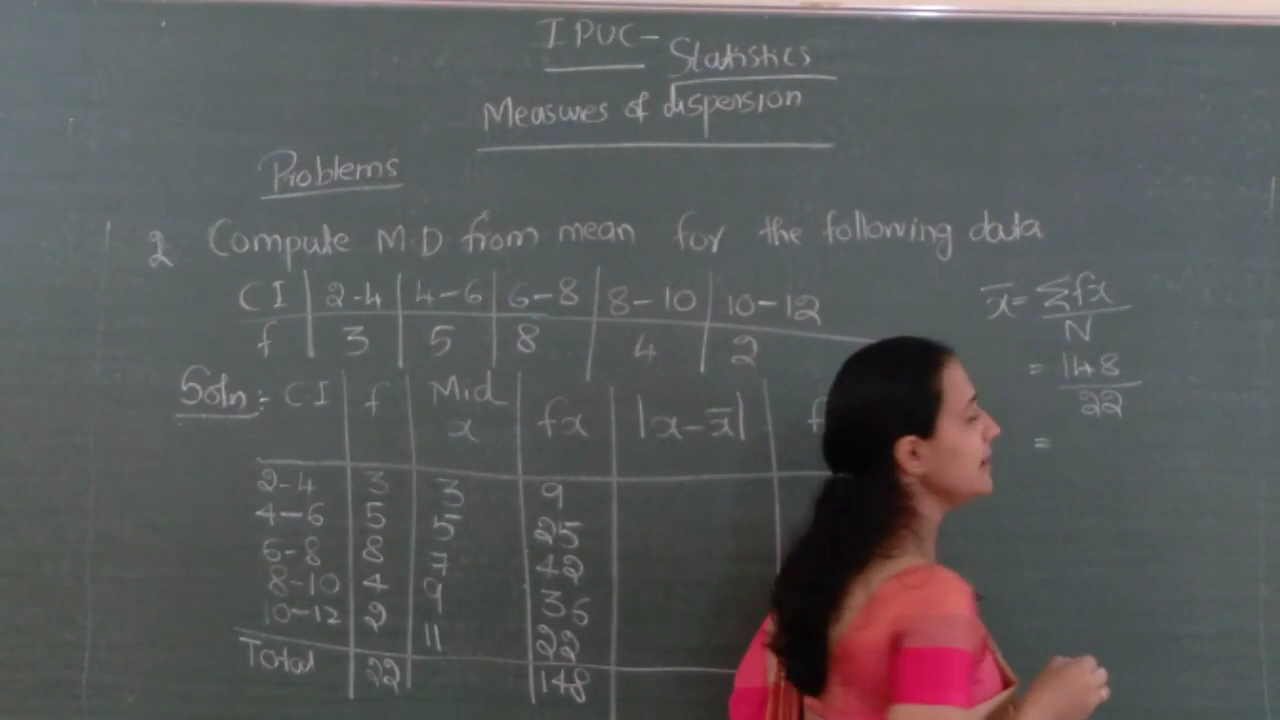 I PUC - Statistics
Measures of dispension
Problems
2 Compute M.D from mean for the following data
CI 2-4 4-6 6-8 8-10 10-12
f 3 5 8 4 2
x̄ = Σfx / N
= 148 / 22
=
Soln: CI f Mid x fx |x-x̄| f
2-4 3 3 9
4-6 5 5 25
6-8 8 7 42
8-10 4 9 36
10-12 2 11 22
Total 22 148